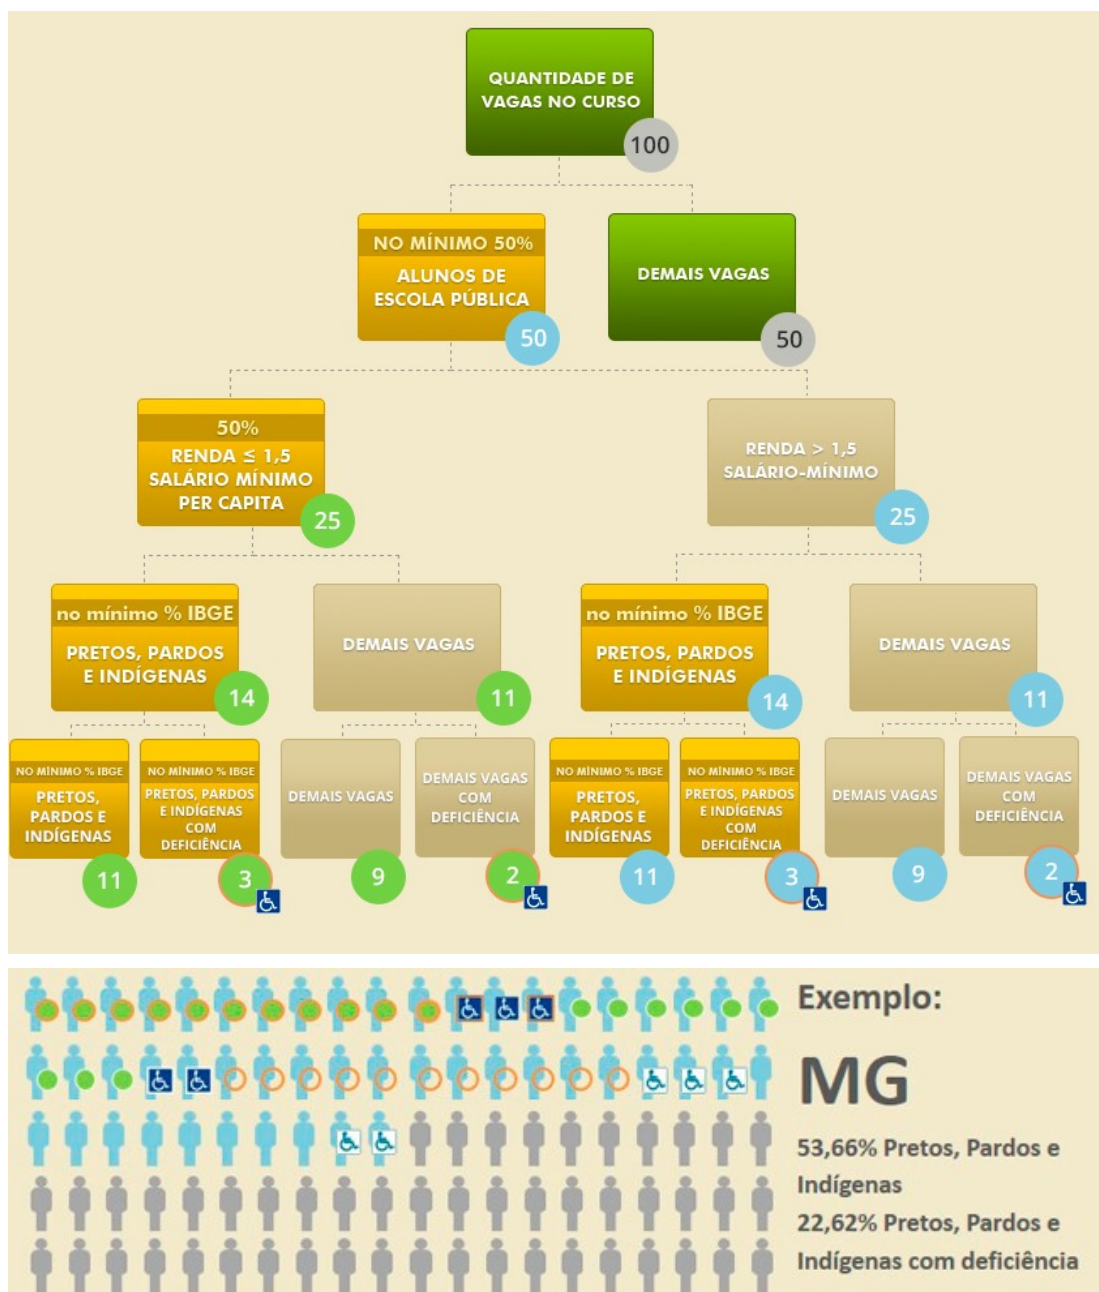 QUANTIDADE DE
VAGAS NO CURSO
100
NO MÍNIMO 50%
ALUNOS DE
ESCOLA PÚBLICA
50
DEMAIS VAGAS
50
50%
RENDA ≤ 1,5
SALÁRIO MÍNIMO
PER CAPITA
25
RENDA > 1,5
SALÁRIO-MÍNIMO
25
no mínimo % IBGE
PRETOS, PARDOS
E INDÍGENAS
14
DEMAIS VAGAS
11
no mínimo % IBGE
PRETOS, PARDOS
E INDÍGENAS
14
DEMAIS VAGAS
11
NO MÍNIMO % IBGE
PRETOS,
PARDOS E
INDÍGENAS
11
NO MÍNIMO % IBGE
PRETOS, PARDOS
E INDÍGENAS
COM
DEFICIÊNCIA
3
DEMAIS VAGAS
9
DEMAIS VAGAS
COM
DEFICIÊNCIA
2
NO MÍNIMO % IBGE
PRETOS,
PARDOS E
INDÍGENAS
11
NO MÍNIMO % IBGE
PRETOS, PARDOS
E INDÍGENAS
COM
DEFICIÊNCIA
3
DEMAIS VAGAS
9
DEMAIS VAGAS
COM
DEFICIÊNCIA
2
Exemplo:
MG
53,66% Pretos, Pardos e
Indígenas
22,62% Pretos, Pardos e
Indígenas com deficiência